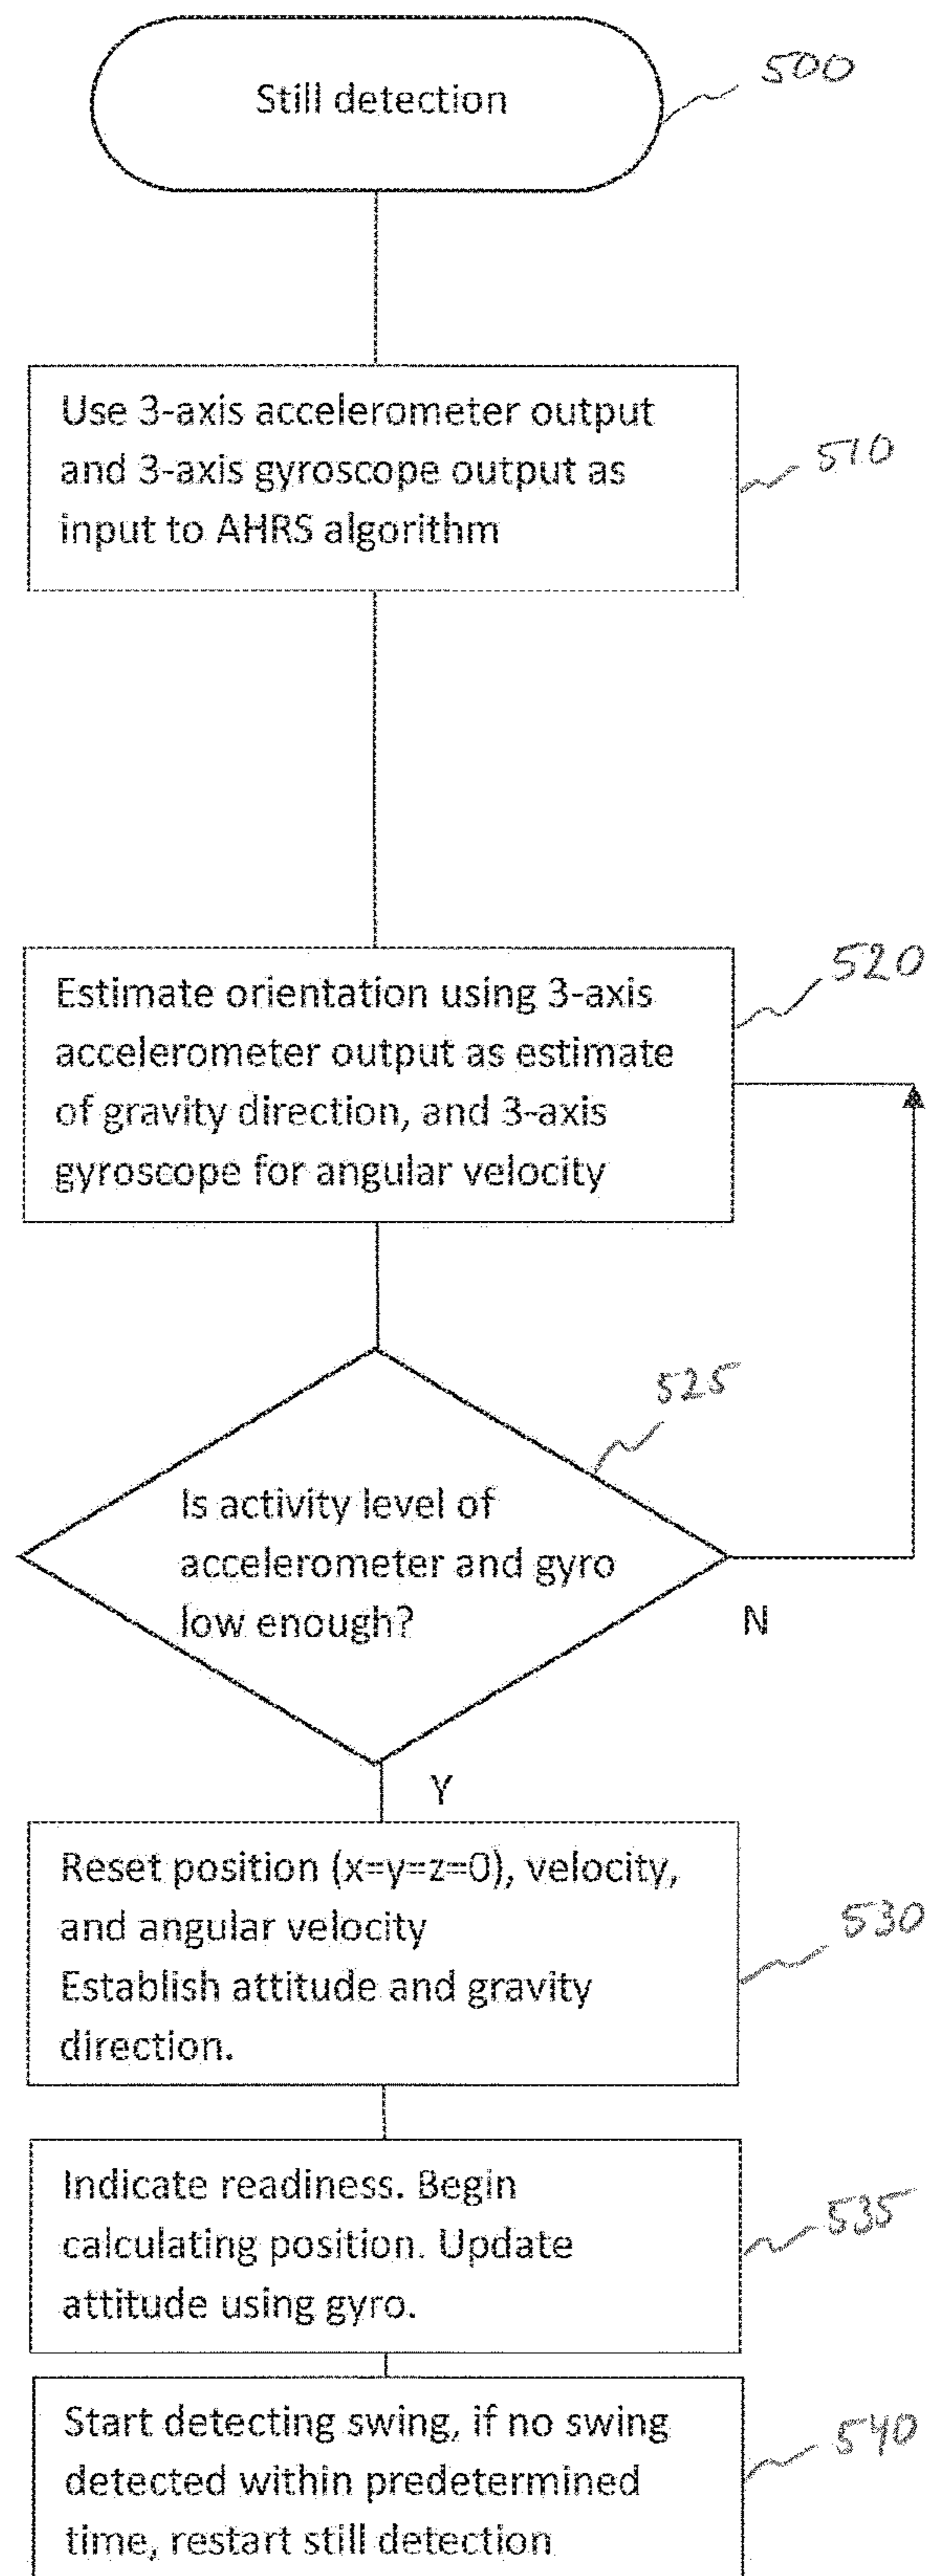 Still detection
500
Use 3-axis accelerometer output
and 3-axis gyroscope output as
input to AHRS algorithm
510
Estimate orientation using 3-axis
accelerometer output as estimate
of gravity direction, and 3-axis
gyroscope for angular velocity
520
Is activity level of
accelerometer and gyro
low enough?
525
N
Y
Reset position (x=y=z=0), velocity,
and angular velocity
Establish attitude and gravity
direction.
530
Indicate readiness. Begin
calculating position. Update
attitude using gyro.
535
Start detecting swing, if no swing
detected within predetermined
time, restart still detection
540